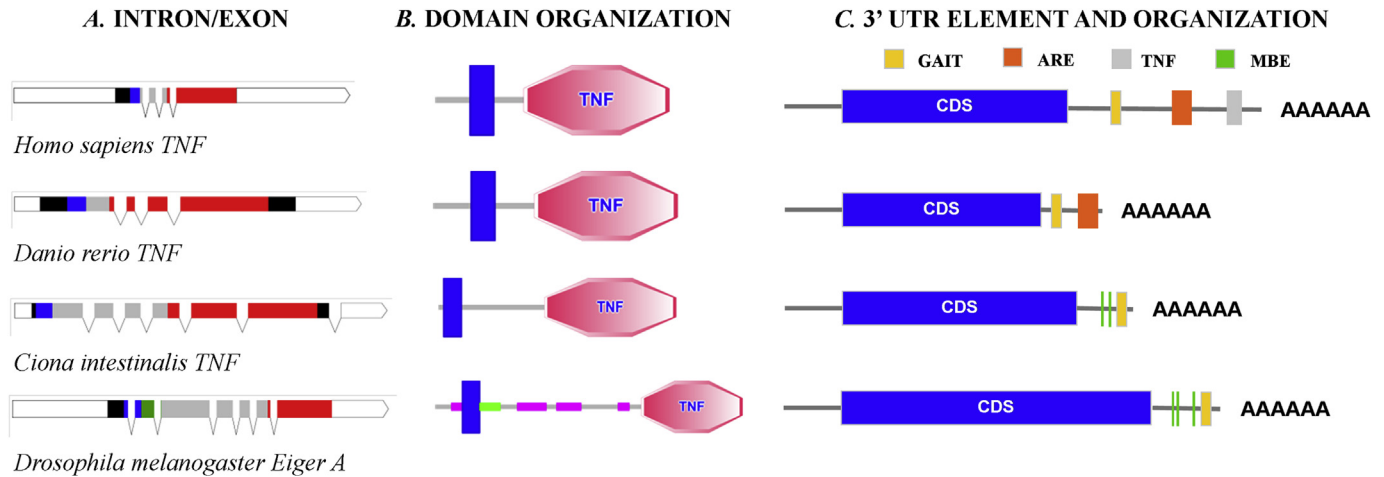 A. INTRON/EXON
B. DOMAIN ORGANIZATION
C. 3' UTR ELEMENT AND ORGANIZATION
GAIT ARE TNF MBE
TNF
CDS
AAAAAA
Homo sapiens TNF
TNF
CDS
AAAAAA
Danio rerio TNF
TNF
CDS
AAAAAA
Ciona intestinalis TNF
TNF
CDS
AAAAAA
Drosophila melanogaster Eiger A